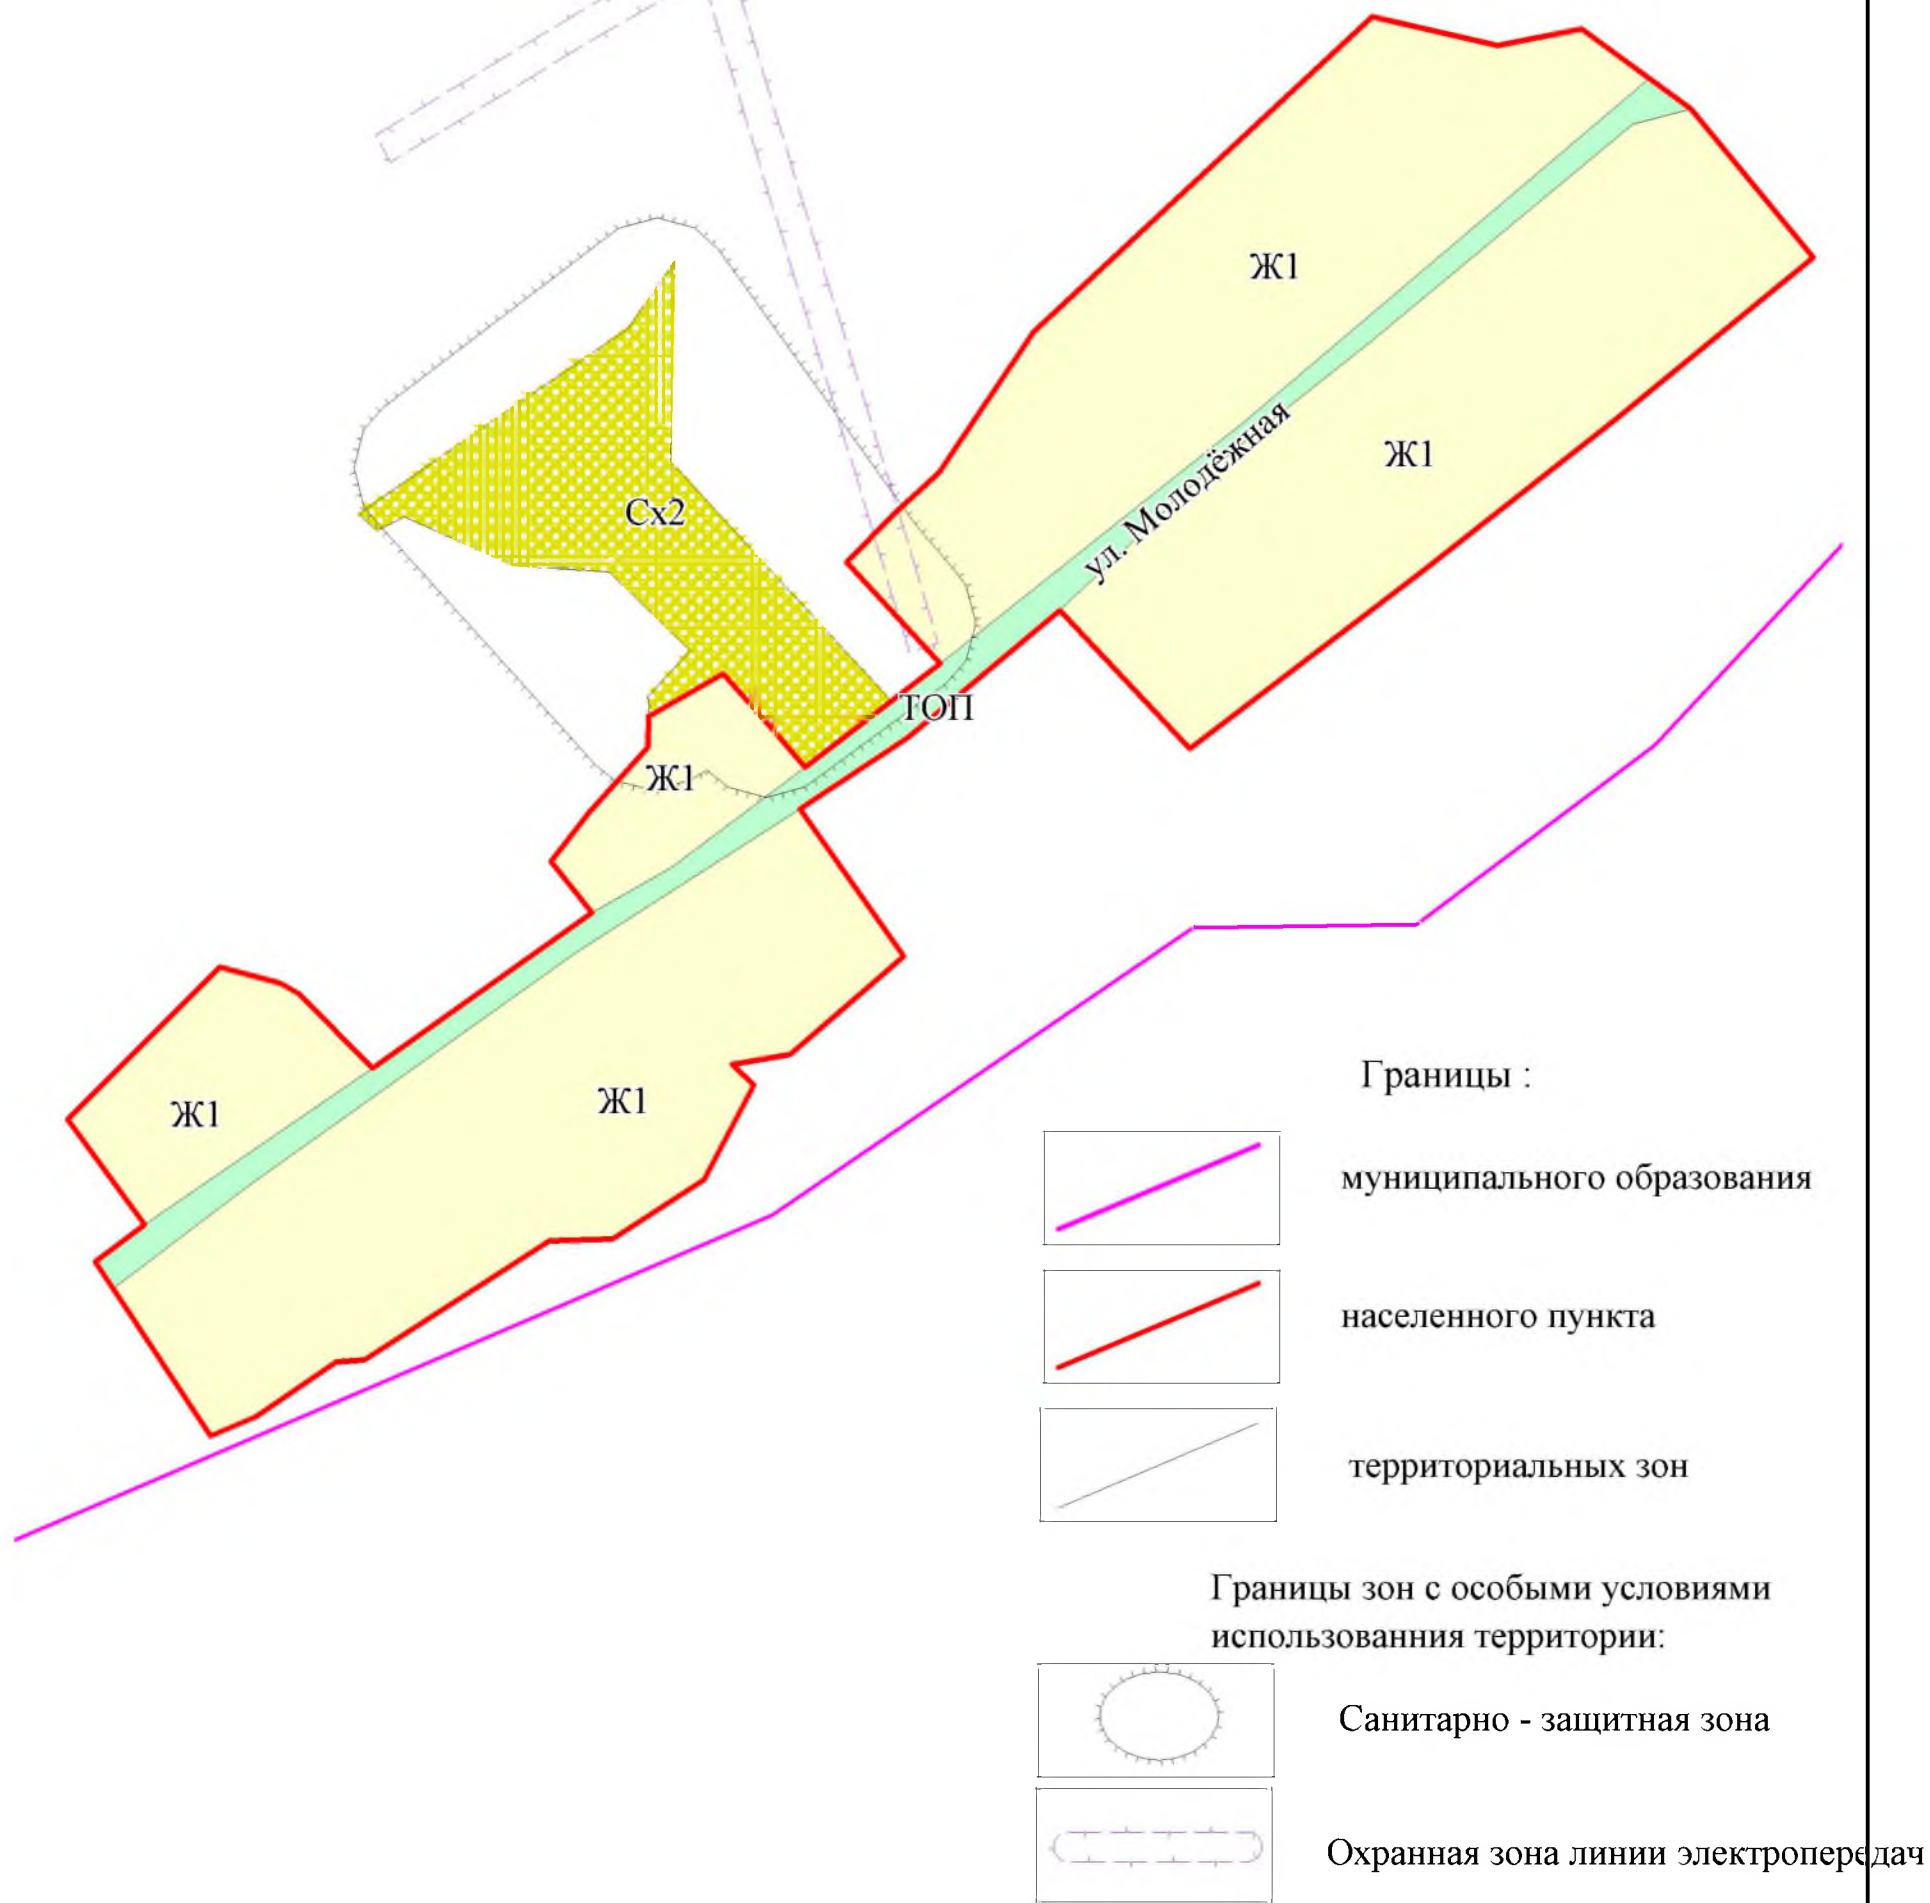 Ж1
Ж1
ул. Молодёжная
Сх2
ТОП
Ж1
Ж1
Ж1
Границы :
муниципального образования
населенного пункта
территориальных зон
Границы зон с особыми условиями
использованния территории:
Санитарно - защитная зона
Охранная зона линии электропередач